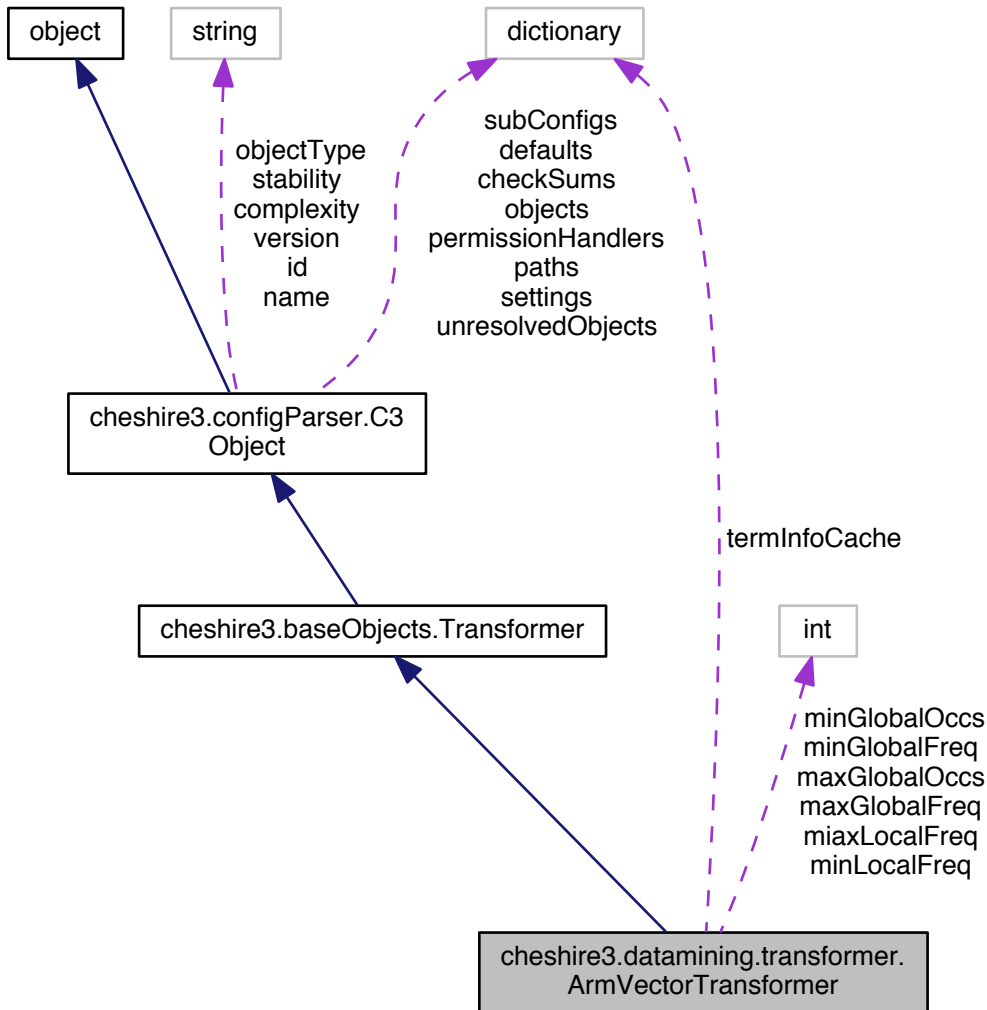 object
string
dictionary
objectType
stability
complexity
version
id
name
subConfigs
defaults
checkSums
objects
permissionHandlers
paths
settings
unresolvedObjects
cheshire3.configParser.C3
Object
termInfoCache
cheshire3.baseObjects.Transformer
int
minGlobalOccs
minGlobalFreq
maxGlobalOccs
maxGlobalFreq
miaxLocalFreq
minLocalFreq
cheshire3.datamining.transformer.
ArmVectorTransformer